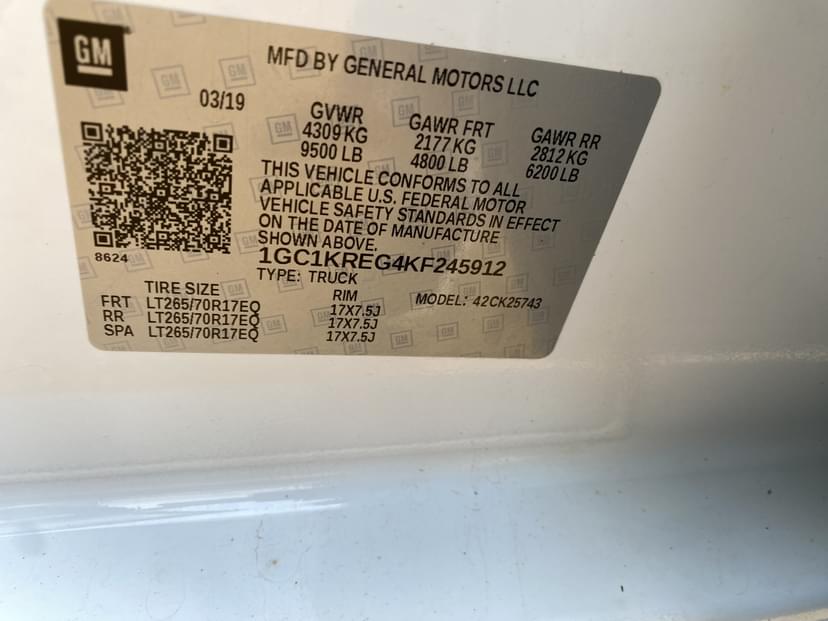 GM
MFD BY GENERAL MOTORS LLC
03/19
GVWR
4309 KG
9500 LB
GAWR FRT
2177 KG
4800 LB
GAWR RR
2812 KG
6200 LB
THIS VEHICLE CONFORMS TO ALL
APPLICABLE U.S. FEDERAL MOTOR
VEHICLE SAFETY STANDARDS IN EFFECT
ON THE DATE OF MANUFACTURE
SHOWN ABOVE.
8624
1GC1KREG4KF245912
TYPE: TRUCK
MODEL: 42CK25743
TIRE SIZE RIM
FRT LT265/70R17EQ 17X7.5J
RR LT265/70R17EQ 17X7.5J
SPA LT265/70R17EQ 17X7.5J